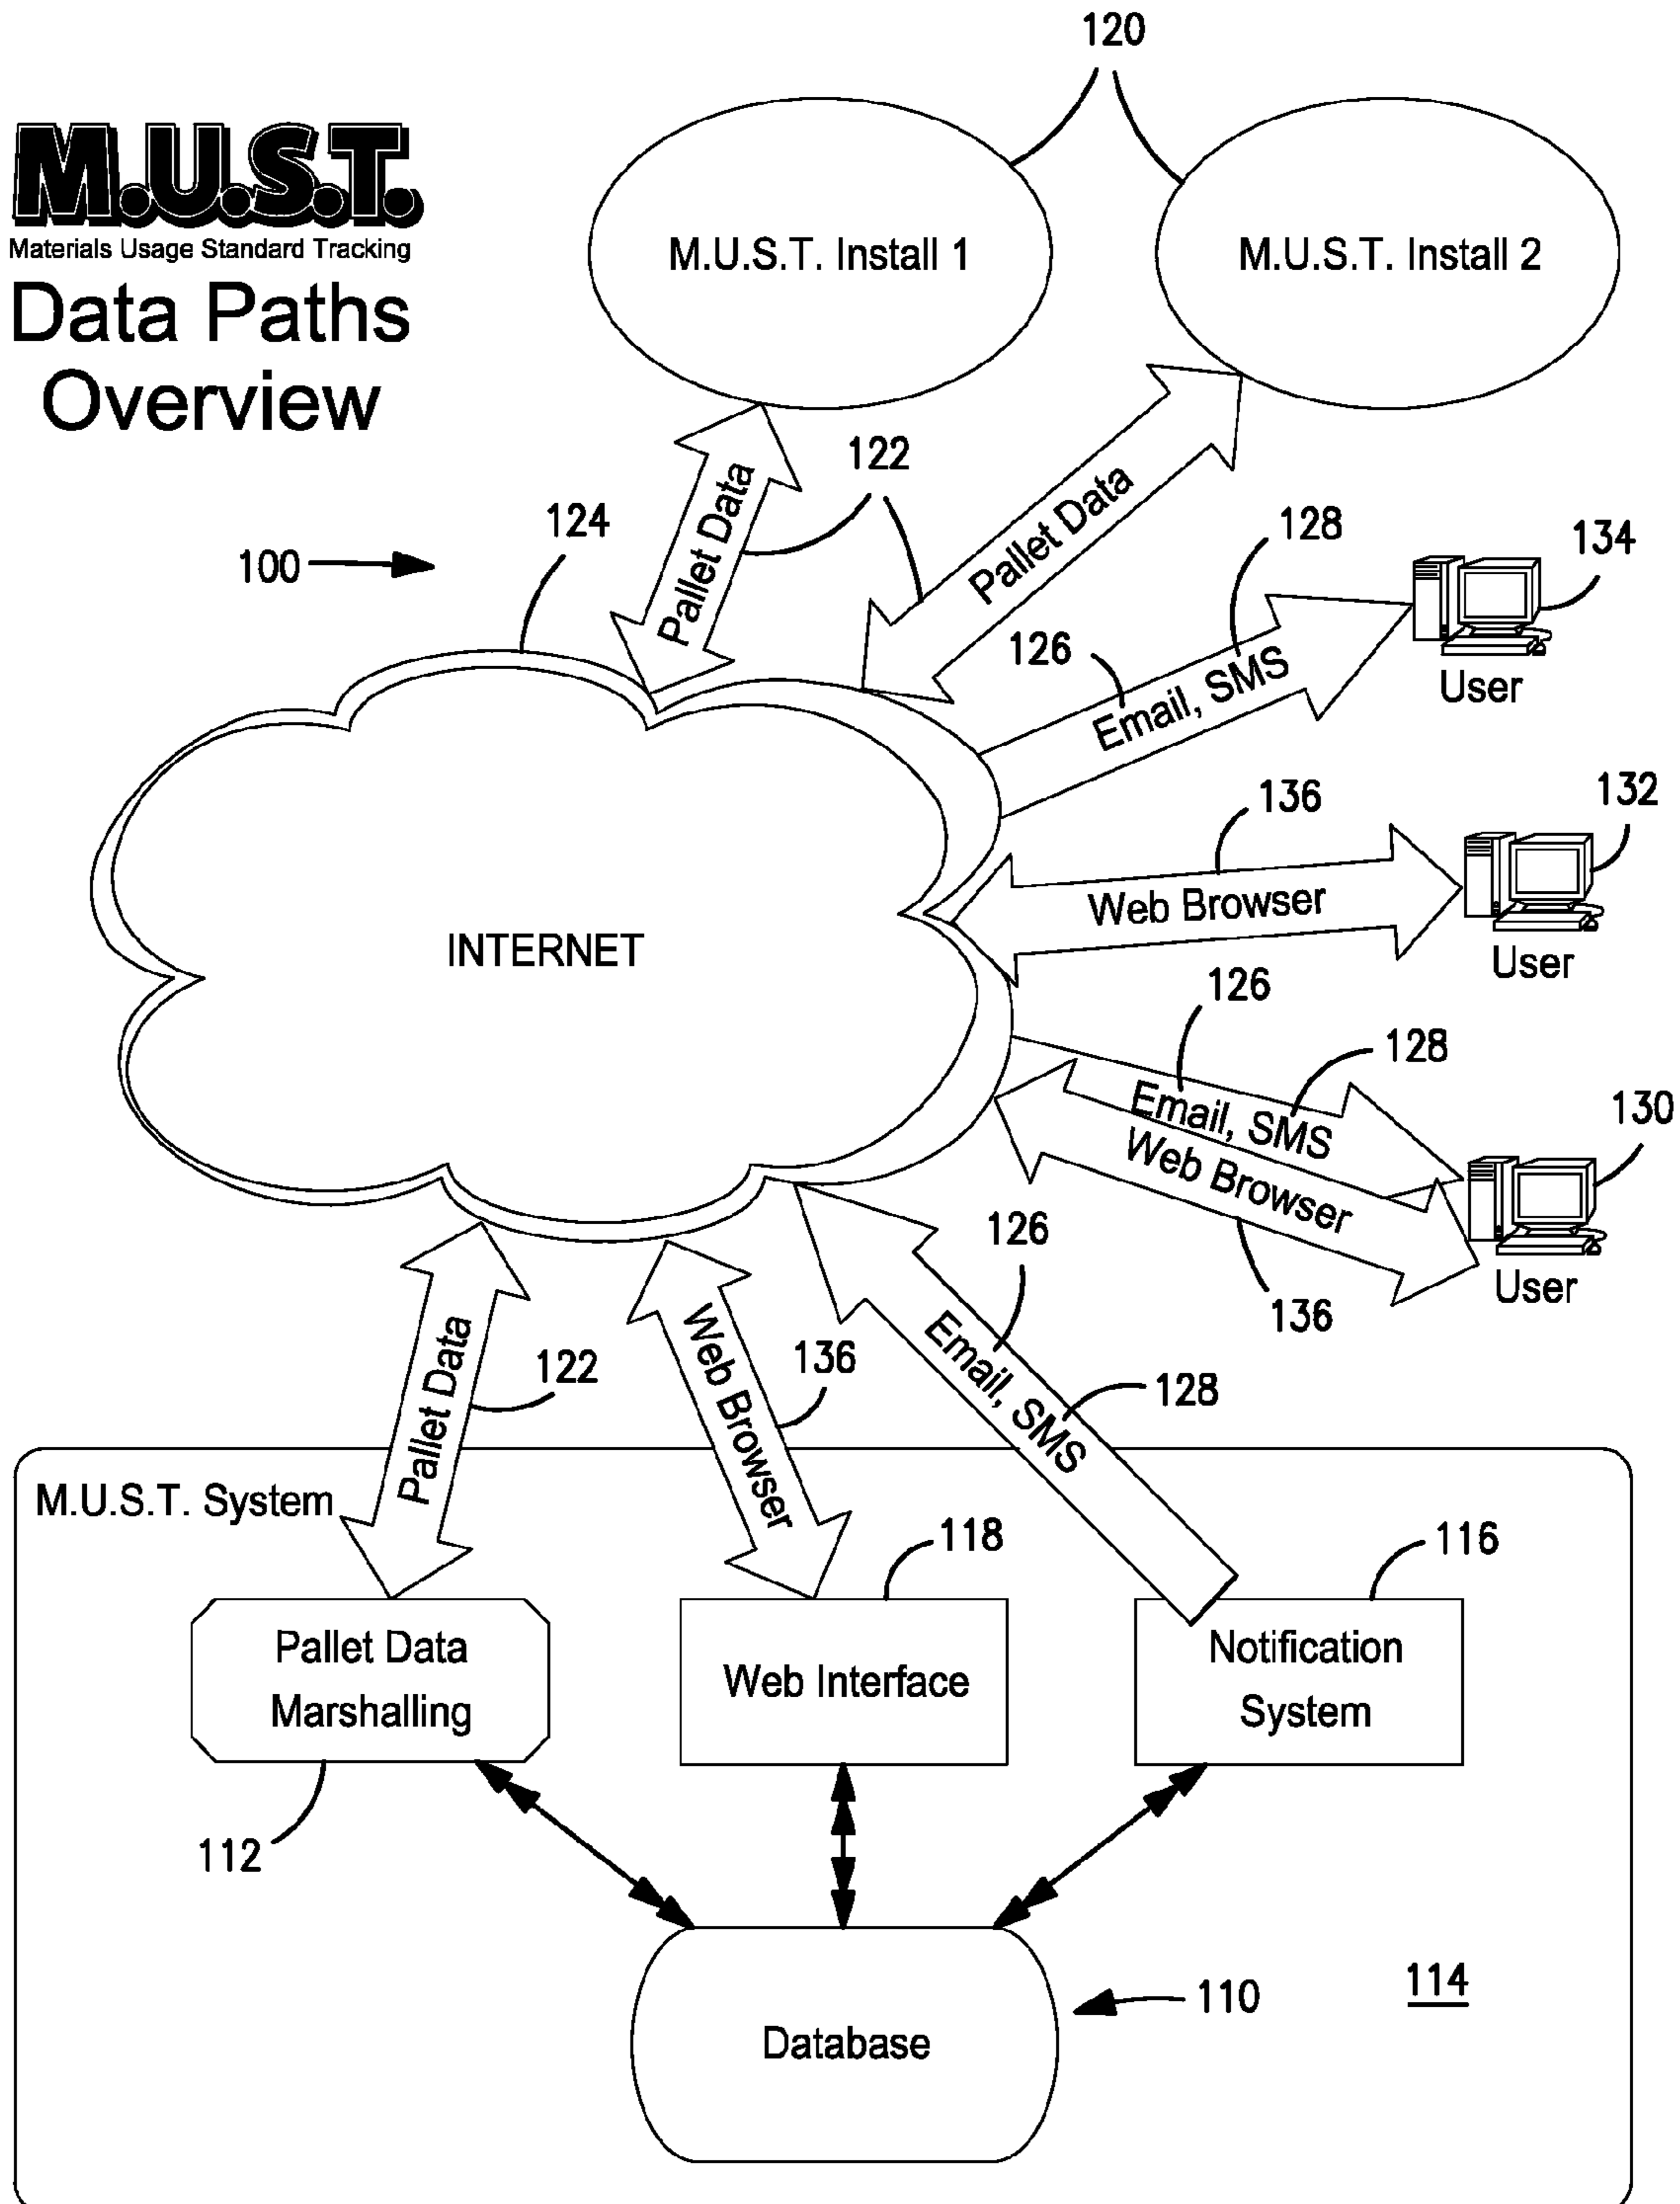 120
M.U.S.T.
Materials Usage Standard Tracking
Data Paths
Overview
M.U.S.T. Install 1
M.U.S.T. Install 2
122
Pallet Data
Pallet Data
124
100
128
134
126
Email, SMS
User
136
132
Web Browser
User
INTERNET
126
128
Email, SMS
130
Web Browser
136
User
126
Pallet Data
122
Web Browser
136
Email, SMS
128
M.U.S.T. System
118
116
Pallet Data
Marshalling
Web Interface
Notification
System
112
110
114
Database